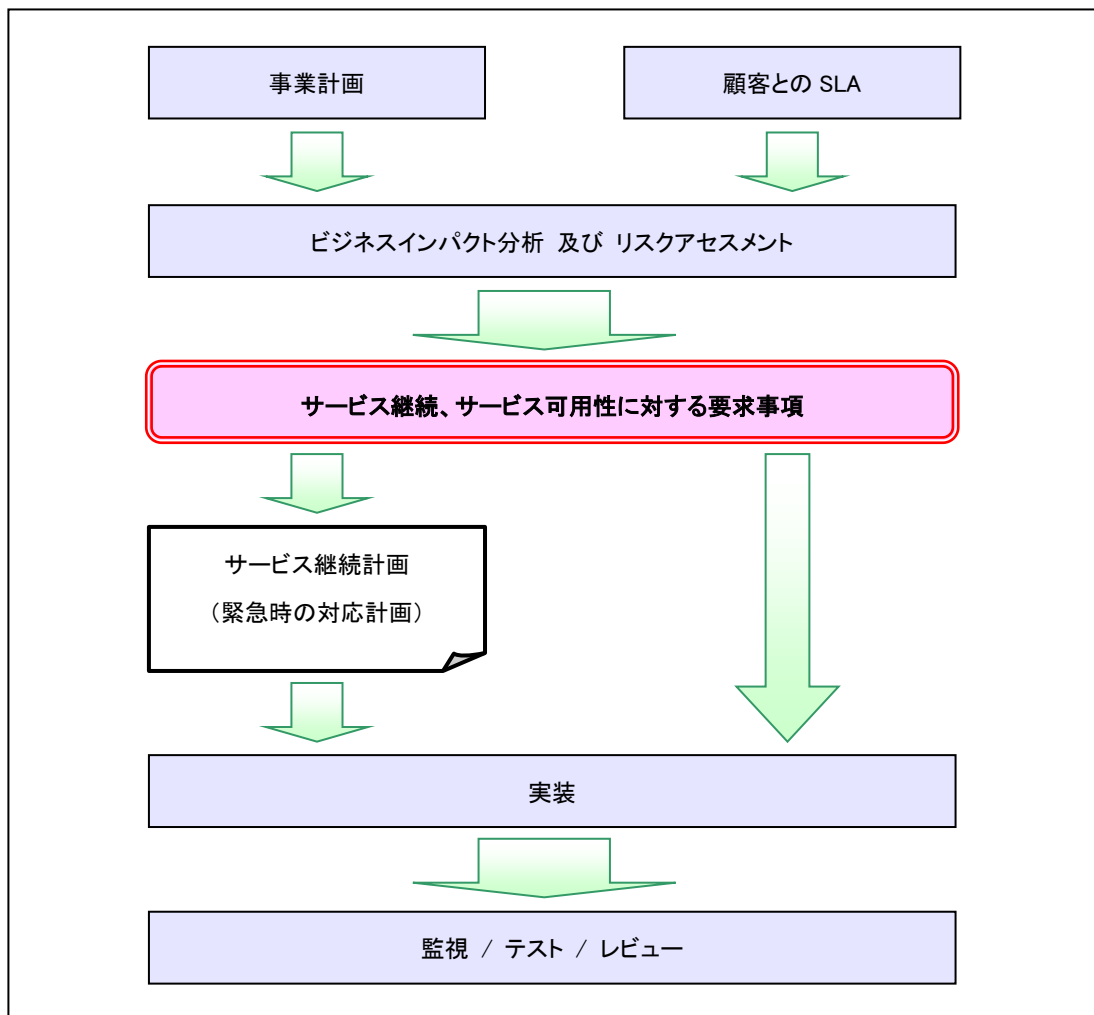 事業計画
顧客との SLA
ビジネスインパクト分析 及び リスクアセスメント
サービス継続、サービス可用性に対する要求事項
サービス継続計画
（緊急時の対応計画）
実装
監視 / テスト / レビュー